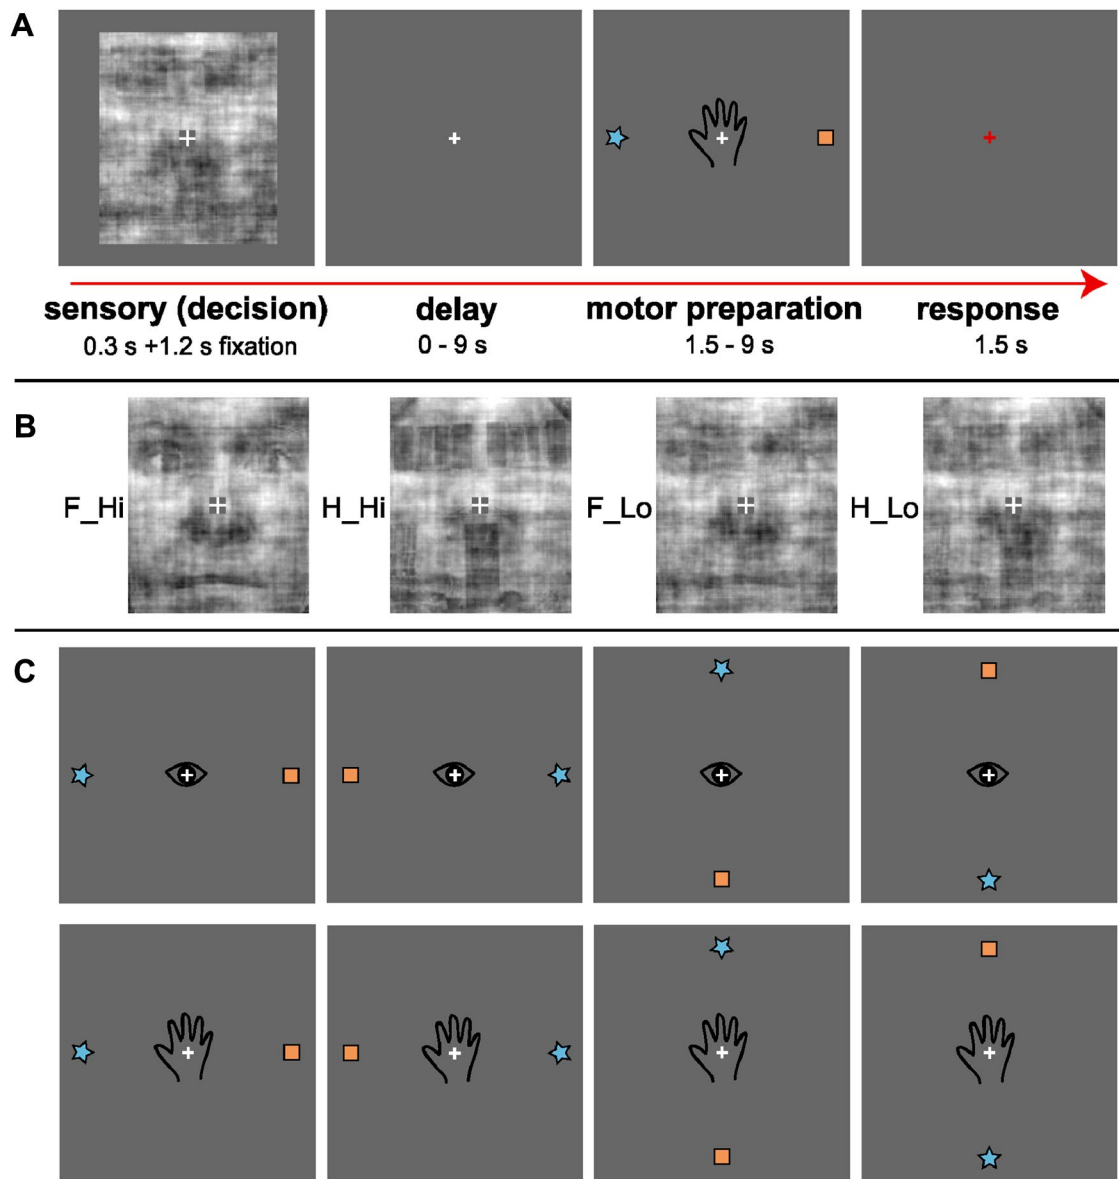 A
sensory (decision) delay motor preparation response
0.3 s +1.2 s fixation 0 - 9 s 1.5 - 9 s 1.5 s
B
F_Hi H_Hi F_Lo H_Lo
C